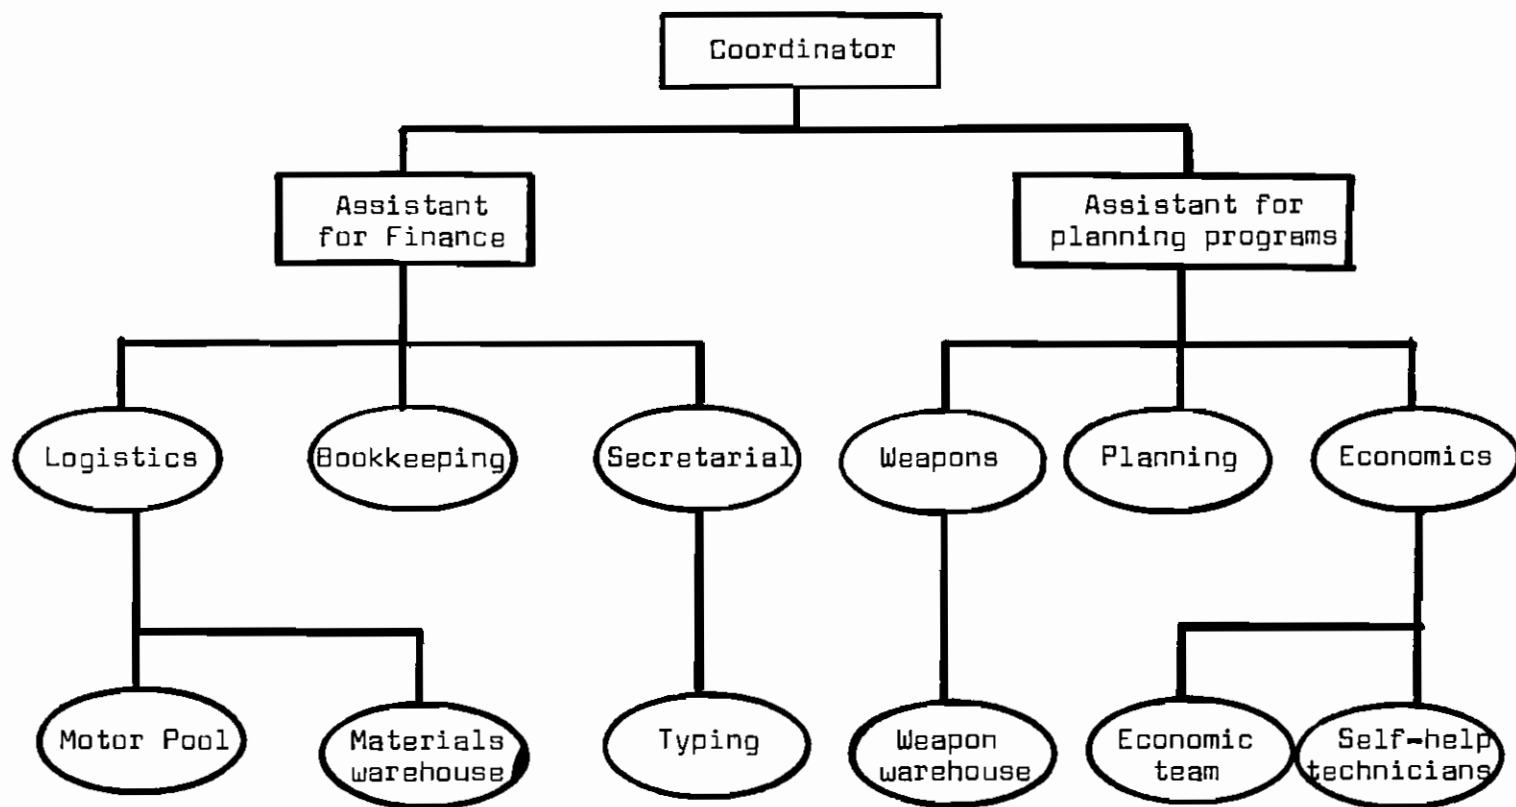 Coordinator
Assistant
for Finance
Assistant for
planning programs
Logistics
Bookkeeping
Secretarial
Weapons
Planning
Economics
Motor Pool
Materials
warehouse
Typing
Weapon
warehouse
Economic
team
Self-help
technicians